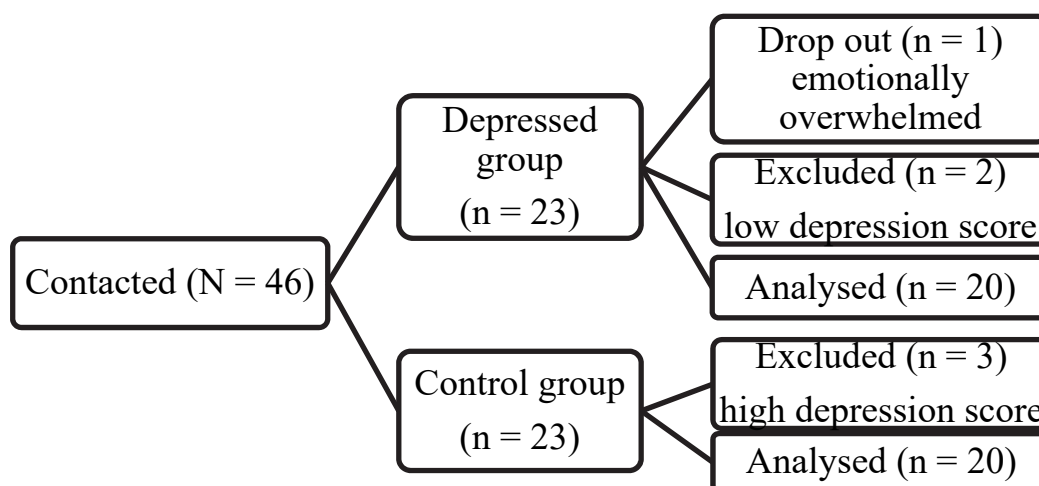 Contacted (N = 46)
Depressed
group
(n = 23)
Drop out (n = 1)
emotionally
overwhelmed
Excluded (n = 2)
low depression score
Analysed (n = 20)
Control group
(n = 23)
Excluded (n = 3)
high depression score
Analysed (n = 20)